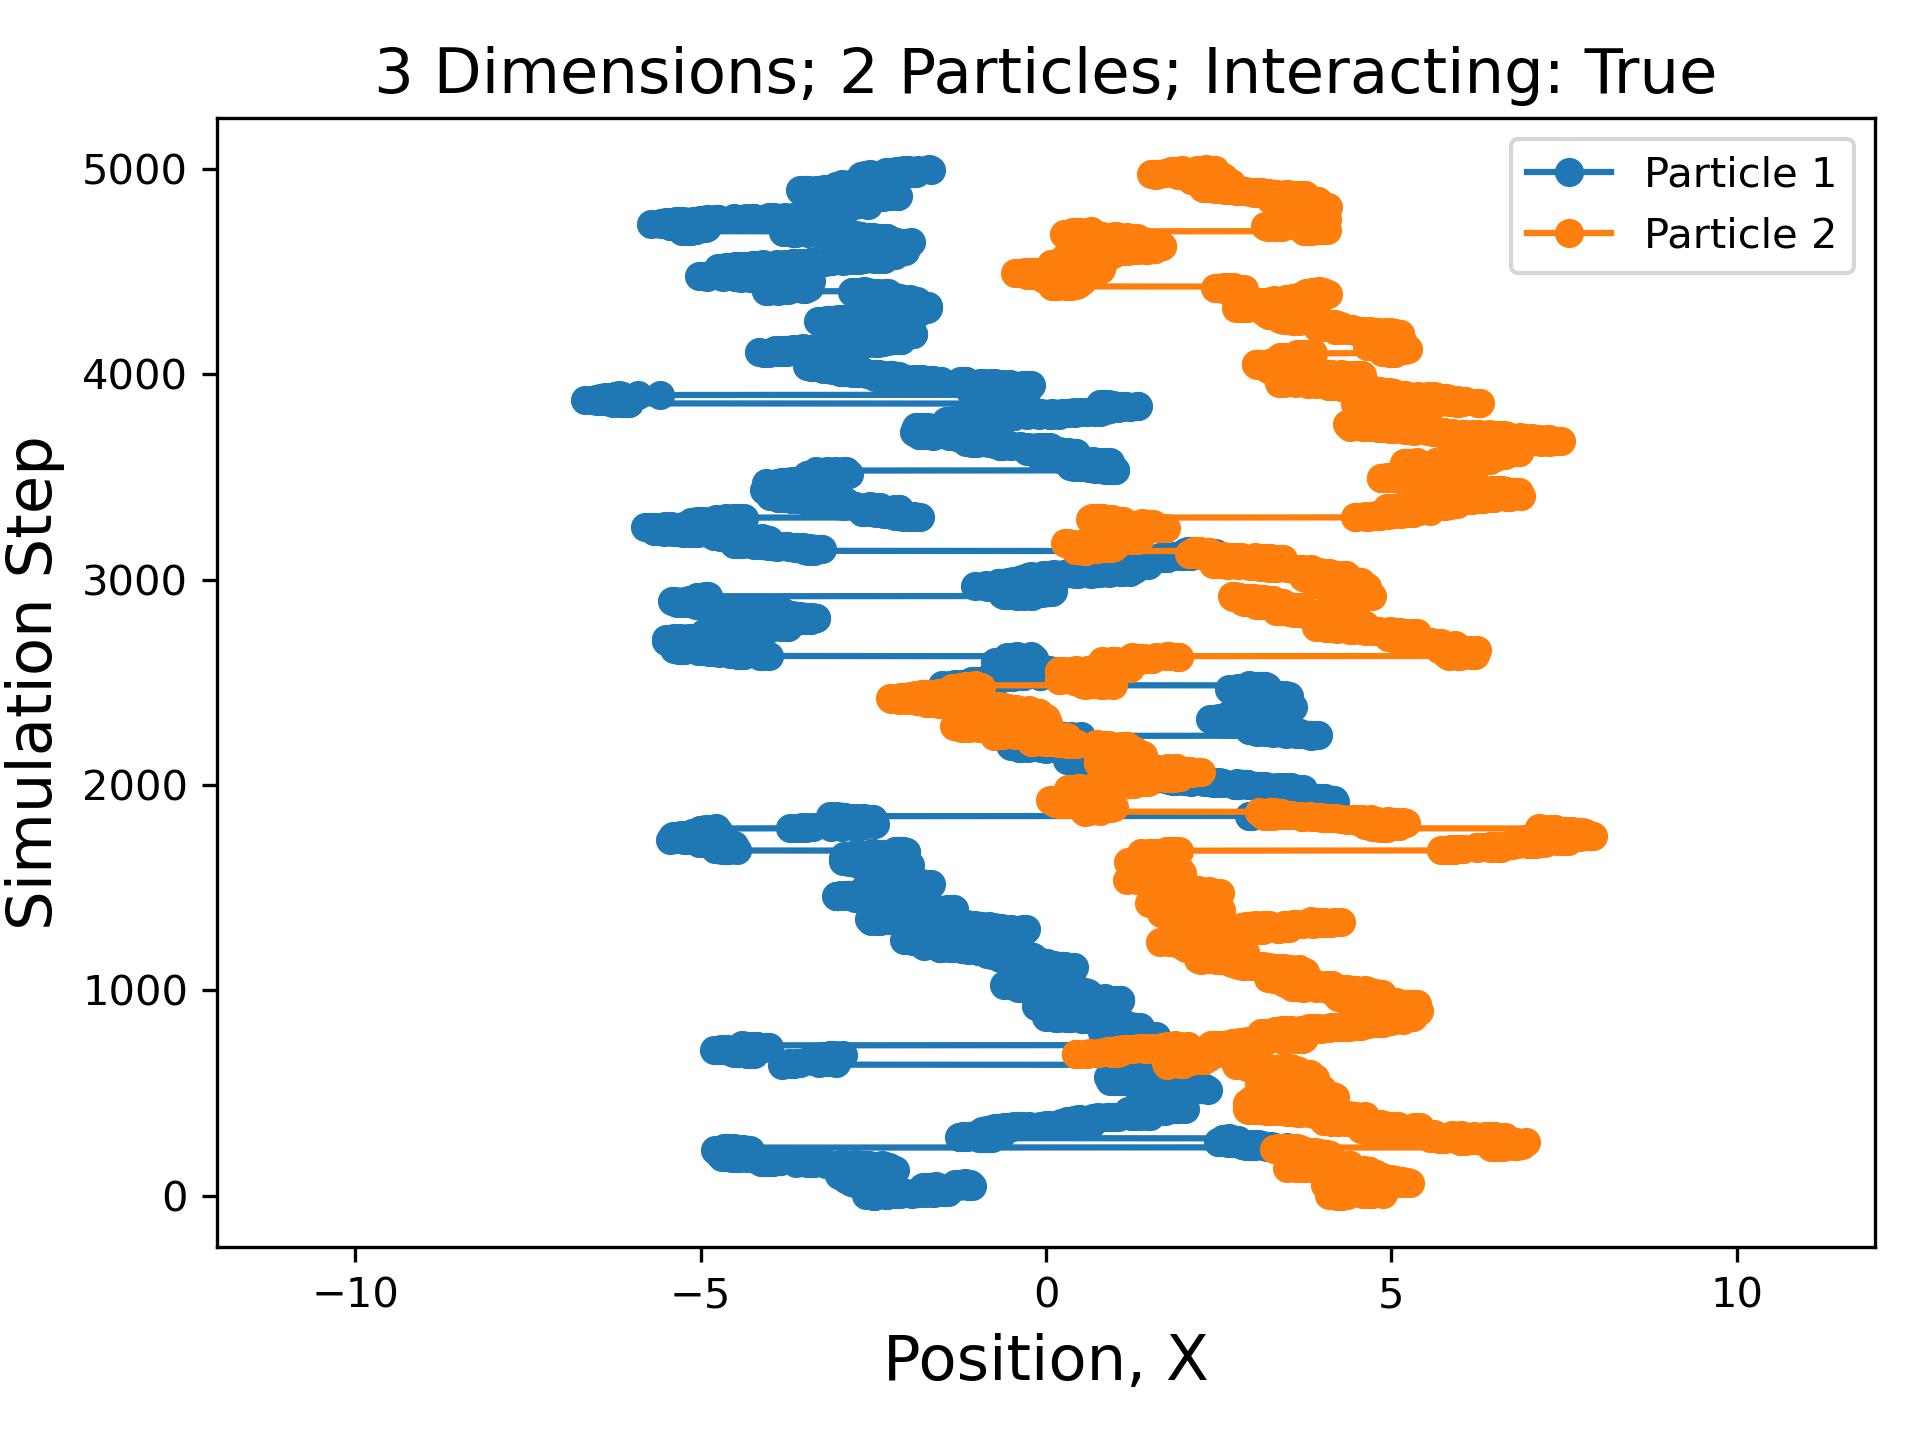 3 Dimensions; 2 Particles; Interacting: True
Particle 1
Particle 2
Simulation Step
5000
4000
3000
2000
1000
0
−10
−5
0
5
10
Position, X